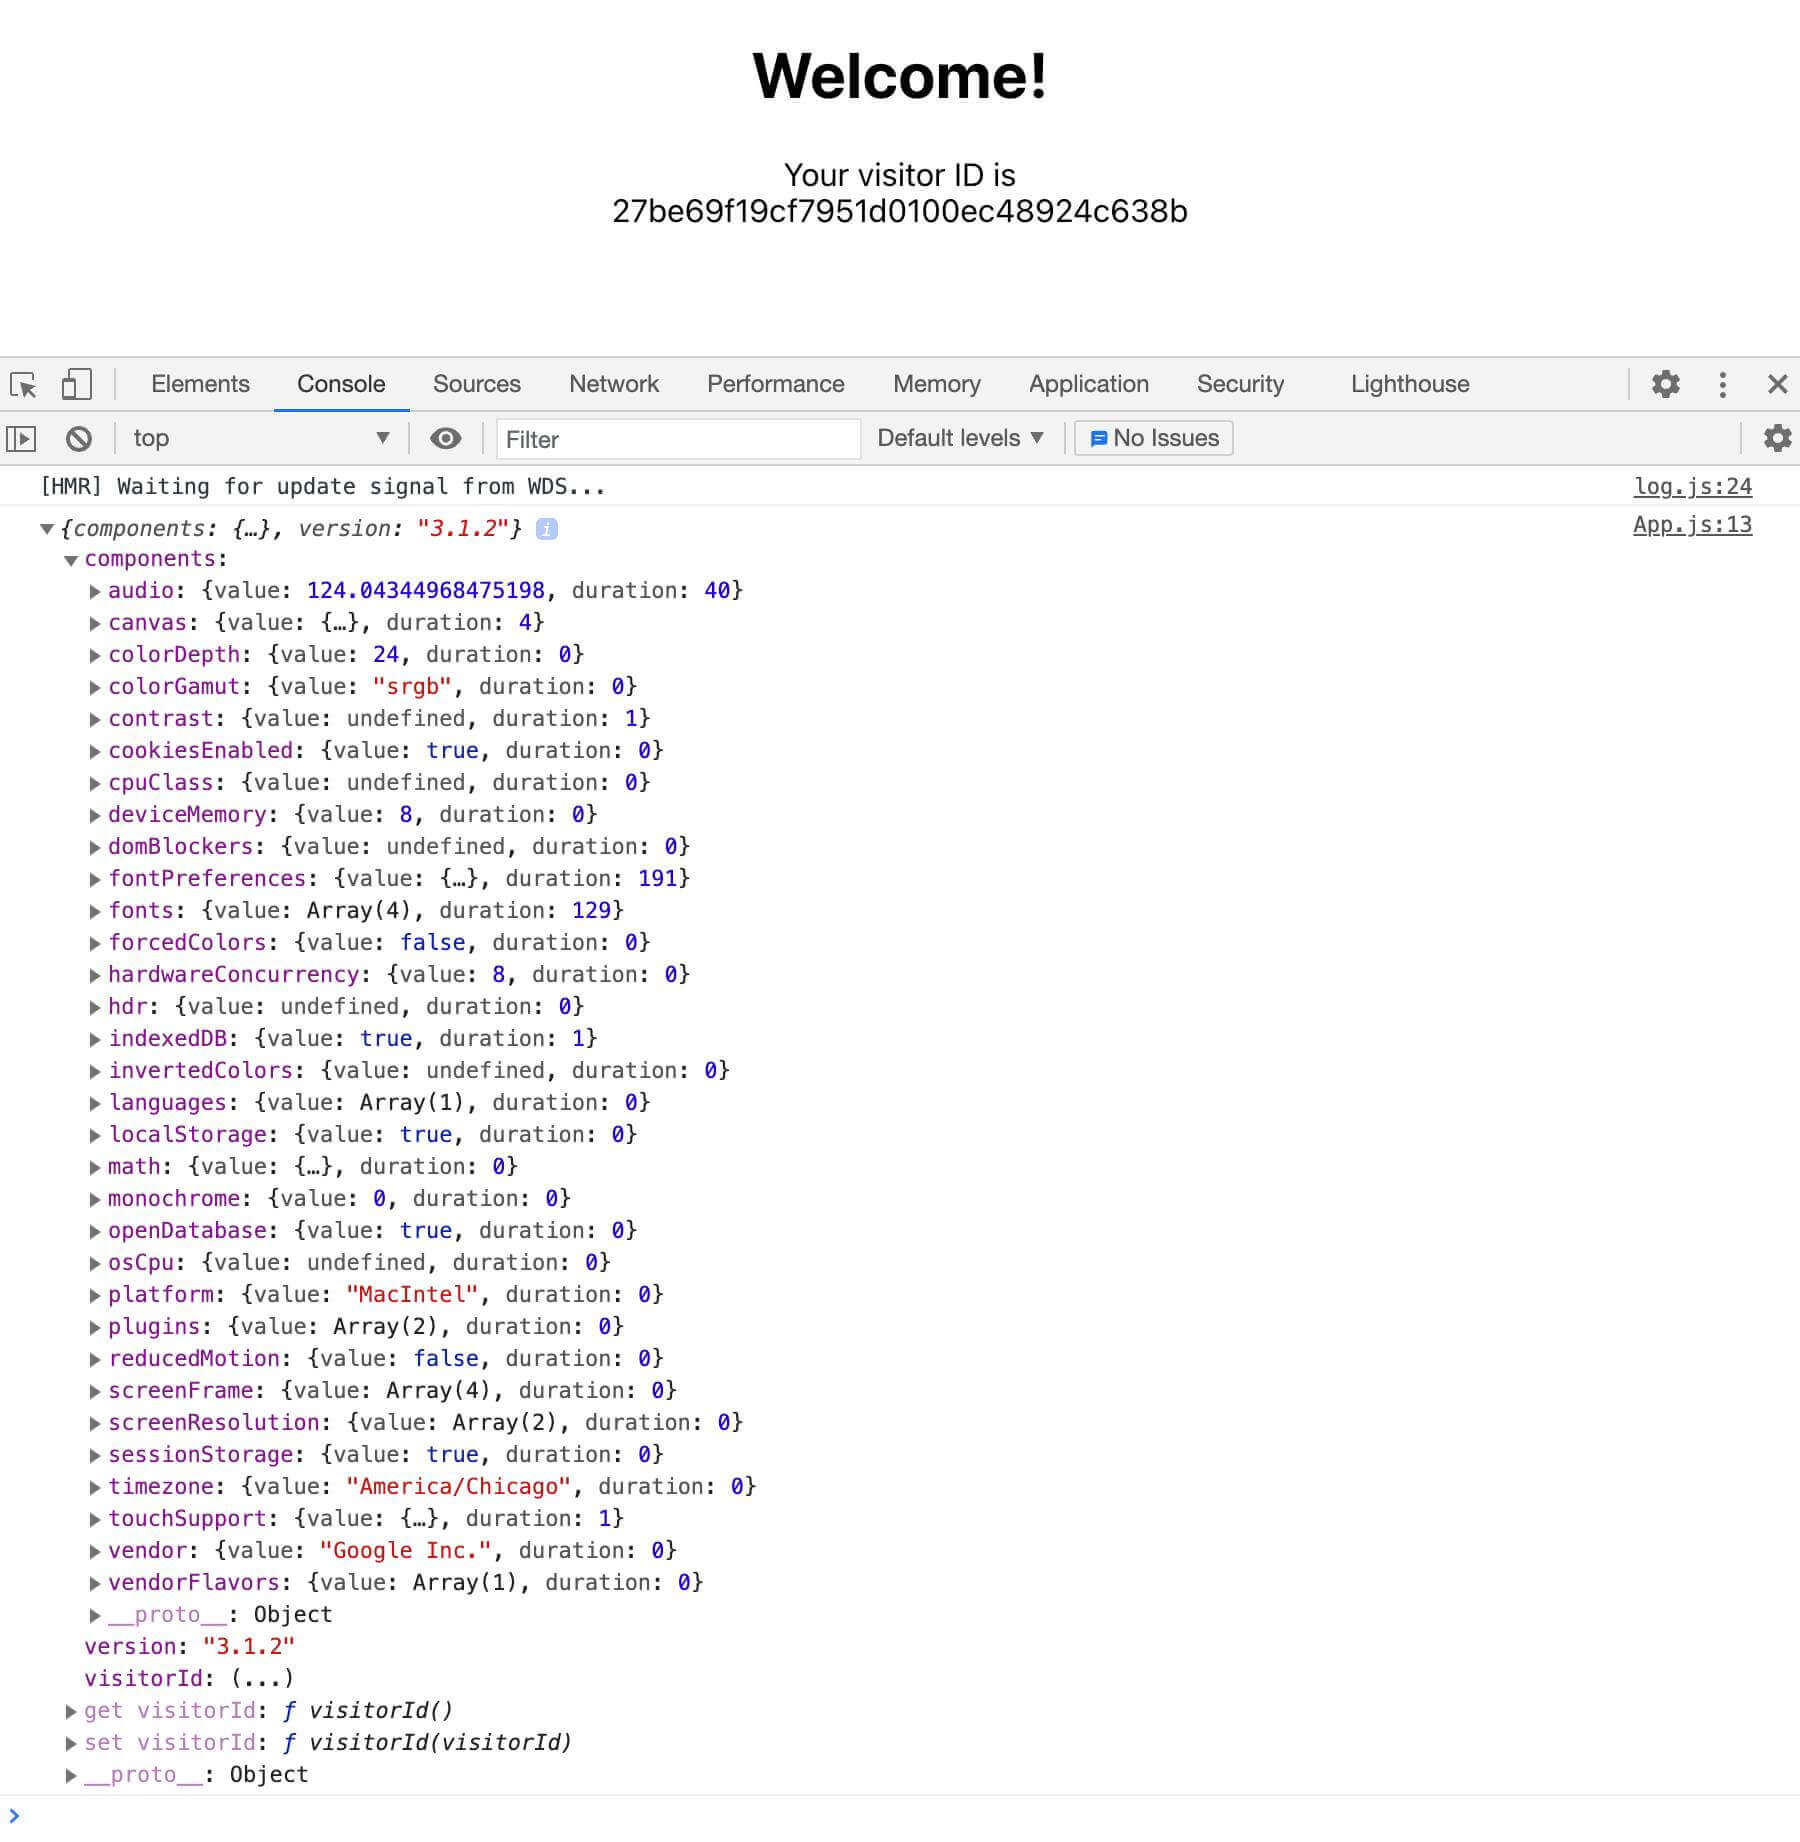 Welcome!
Your visitor ID is
27be69f19cf7951d0100ec48924c638b
Elements Console Sources Network Performance Memory Application Security Lighthouse
top Filter Default levels No Issues
[HMR] Waiting for update signal from WDS... log.js:24
{components: {…}, version: "3.1.2"} i App.js:13
components:
audio: {value: 124.04344968475198, duration: 40}
canvas: {value: {…}, duration: 4}
colorDepth: {value: 24, duration: 0}
colorGamut: {value: "srgb", duration: 0}
contrast: {value: undefined, duration: 1}
cookiesEnabled: {value: true, duration: 0}
cpuClass: {value: undefined, duration: 0}
deviceMemory: {value: 8, duration: 0}
domBlockers: {value: undefined, duration: 0}
fontPreferences: {value: {…}, duration: 191}
fonts: {value: Array(4), duration: 129}
forcedColors: {value: false, duration: 0}
hardwareConcurrency: {value: 8, duration: 0}
hdr: {value: undefined, duration: 0}
indexedDB: {value: true, duration: 1}
invertedColors: {value: undefined, duration: 0}
languages: {value: Array(1), duration: 0}
localStorage: {value: true, duration: 0}
math: {value: {…}, duration: 0}
monochrome: {value: 0, duration: 0}
openDatabase: {value: true, duration: 0}
osCpu: {value: undefined, duration: 0}
platform: {value: "MacIntel", duration: 0}
plugins: {value: Array(2), duration: 0}
reducedMotion: {value: false, duration: 0}
screenFrame: {value: Array(4), duration: 0}
screenResolution: {value: Array(2), duration: 0}
sessionStorage: {value: true, duration: 0}
timezone: {value: "America/Chicago", duration: 0}
touchSupport: {value: {…}, duration: 1}
vendor: {value: "Google Inc.", duration: 0}
vendorFlavors: {value: Array(1), duration: 0}
__proto__: Object
version: "3.1.2"
visitorId: (...)
get visitorId: ƒ visitorId()
set visitorId: ƒ visitorId(visitorId)
__proto__: Object